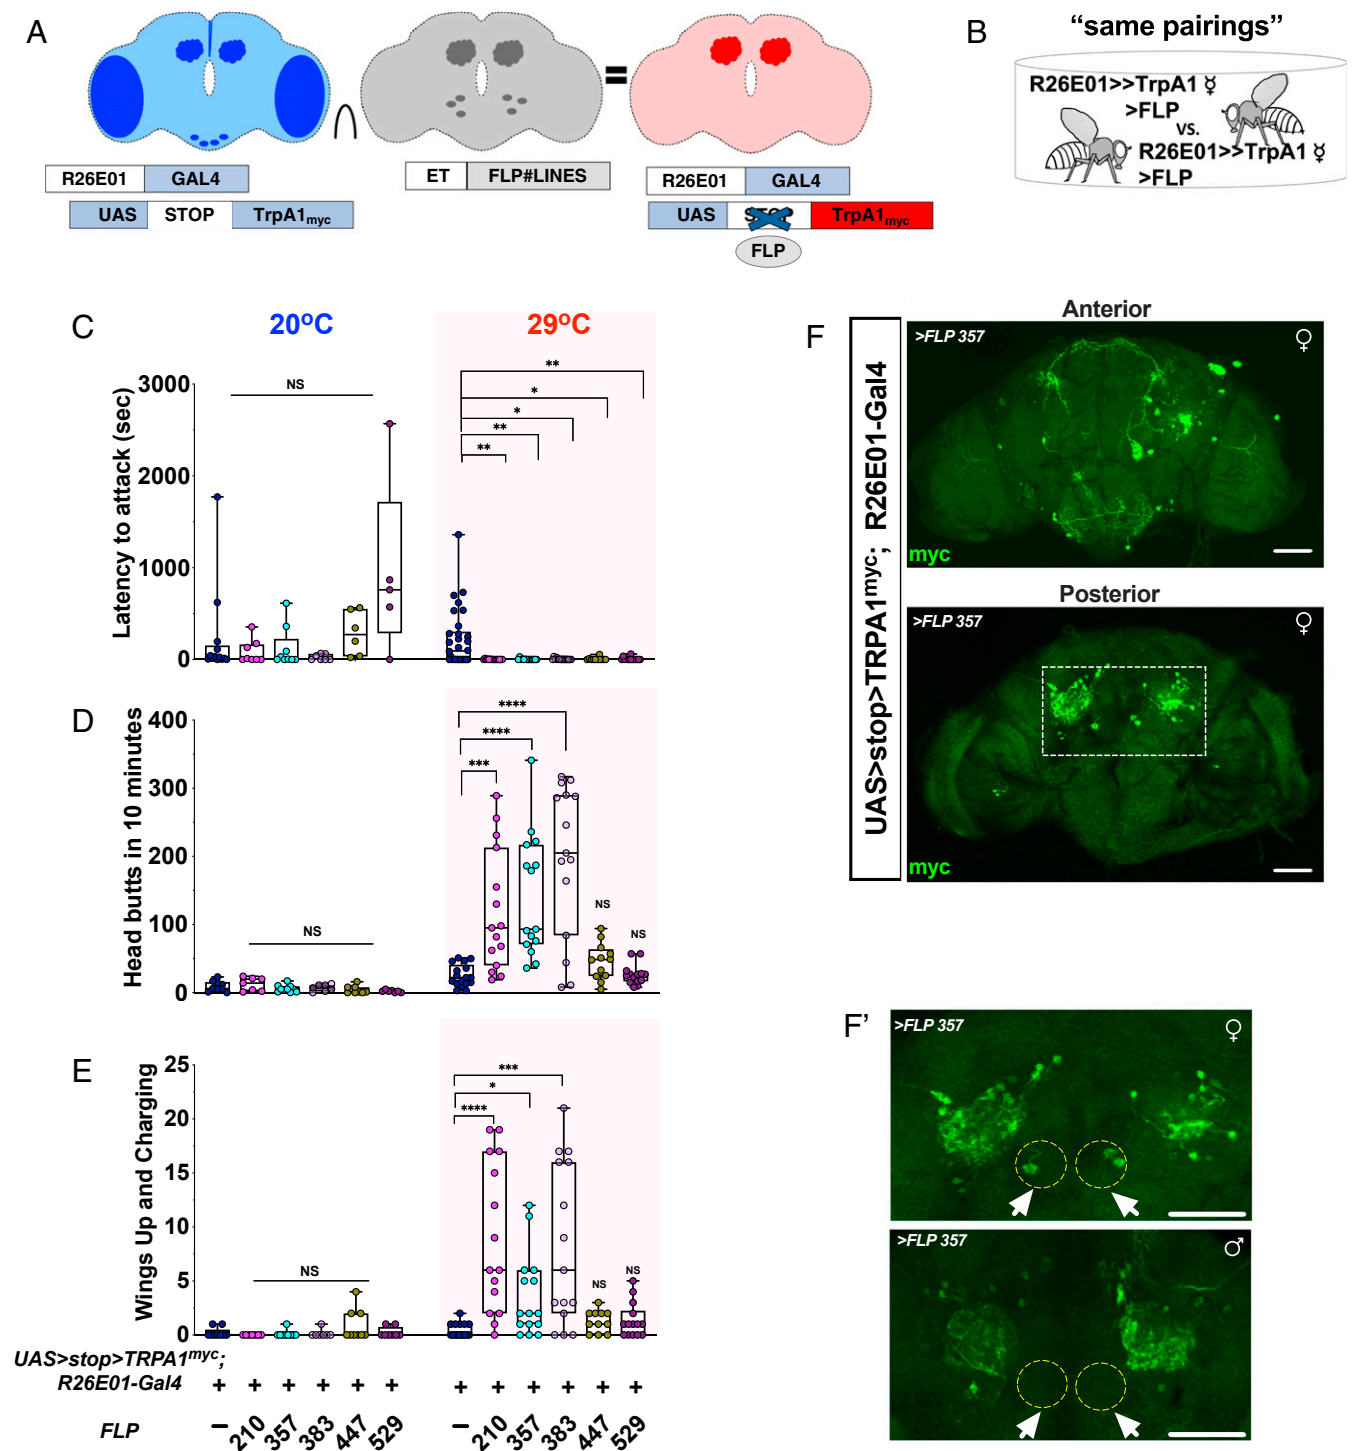 A
R26E01 GAL4
UAS STOP TrpA1myc
∩
ET FLP#LINES
=
R26E01 GAL4
UAS STOP TrpA1myc
FLP
B
“same pairings”
R26E01>>TrpA1 ☿
>FLP
vs.
R26E01>>TrpA1 ☿
>FLP
C
20ºC 29ºC
Latency to attack (sec)
3000
2000
1000
0
NS
**
*
*
**
**
D
Head butts in 10 minutes
400
300
200
100
0
NS
****
****
***
NS
NS
E
Wings Up and Charging
25
20
15
10
5
0
NS
***
*
****
NS
NS
UAS>stop>TRPA1myc;
R26E01-Gal4 + + + + + + + + + + + +
FLP – 210 357 383 447 529 – 210 357 383 447 529
F
UAS>stop>TRPA1myc; R26E01-Gal4
Anterior
>FLP 357 ♀
myc
Posterior
>FLP 357 ♀
myc
F'
>FLP 357 ♀
>FLP 357 ♂